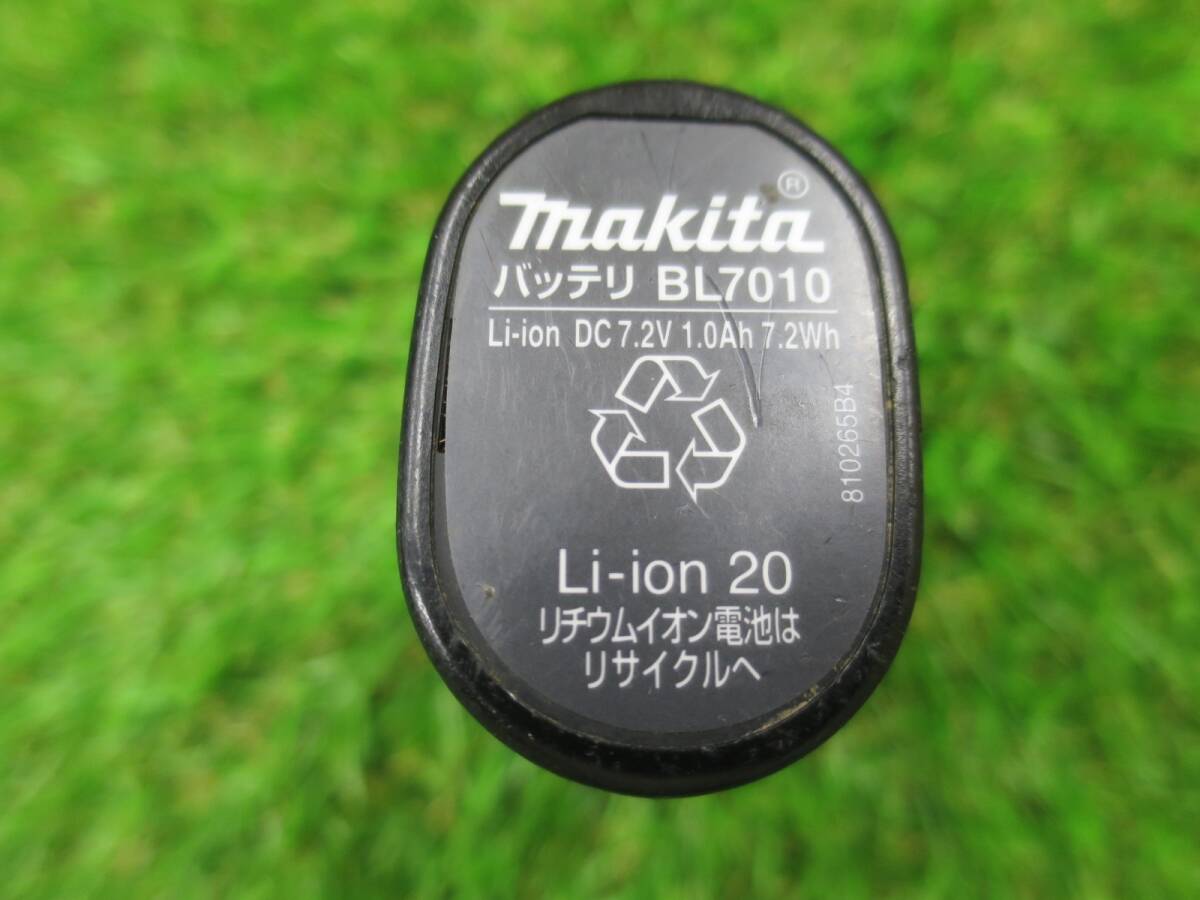 makita®
バッテリ BL7010
Li-ion DC 7.2V 1.0Ah 7.2Wh
810265B4
Li-ion 20
リチウムイオン電池は
リサイクルへ